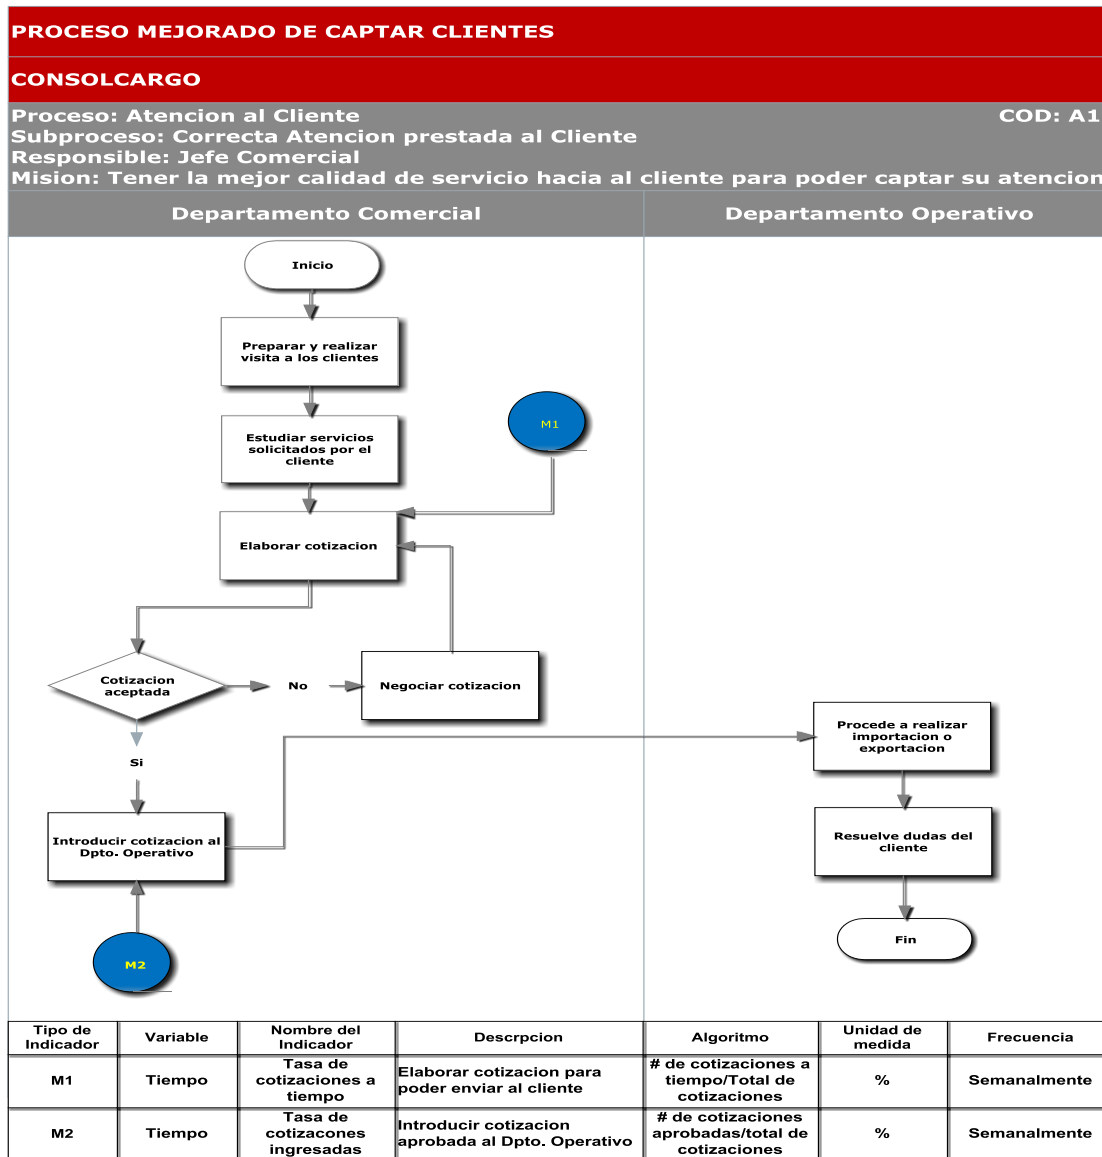 PROCESO MEJORADO DE CAPTAR CLIENTES
CONSOLCARGO
Proceso: Atencion al Cliente COD: A1
Subproceso: Correcta Atencion prestada al Cliente
Responsible: Jefe Comercial
Mision: Tener la mejor calidad de servicio hacia al cliente para poder captar su atencion
Departamento Comercial Departamento Operativo
Inicio
Preparar y realizar
visita a los clientes
M1
Estudiar servicios
solicitados por el
cliente
Elaborar cotizacion
Cotizacion
aceptada
No
Negociar cotizacion
Si
Introducir cotizacion al
Dpto. Operativo
M2
Procede a realizar
importacion o
exportacion
Resuelve dudas del
cliente
Fin
Tipo de
Indicador
Variable
Nombre del
Indicador
Descrpcion
Algoritmo
Unidad de
medida
Frecuencia
M1
Tiempo
Tasa de
cotizaciones a
tiempo
Elaborar cotizacion para
poder enviar al cliente
# de cotizaciones a
tiempo/Total de
cotizaciones
%
Semanalmente
M2
Tiempo
Tasa de
cotizacones
ingresadas
Introducir cotizacion
aprobada al Dpto. Operativo
# de cotizaciones
aprobadas/total de
cotizaciones
%
Semanalmente